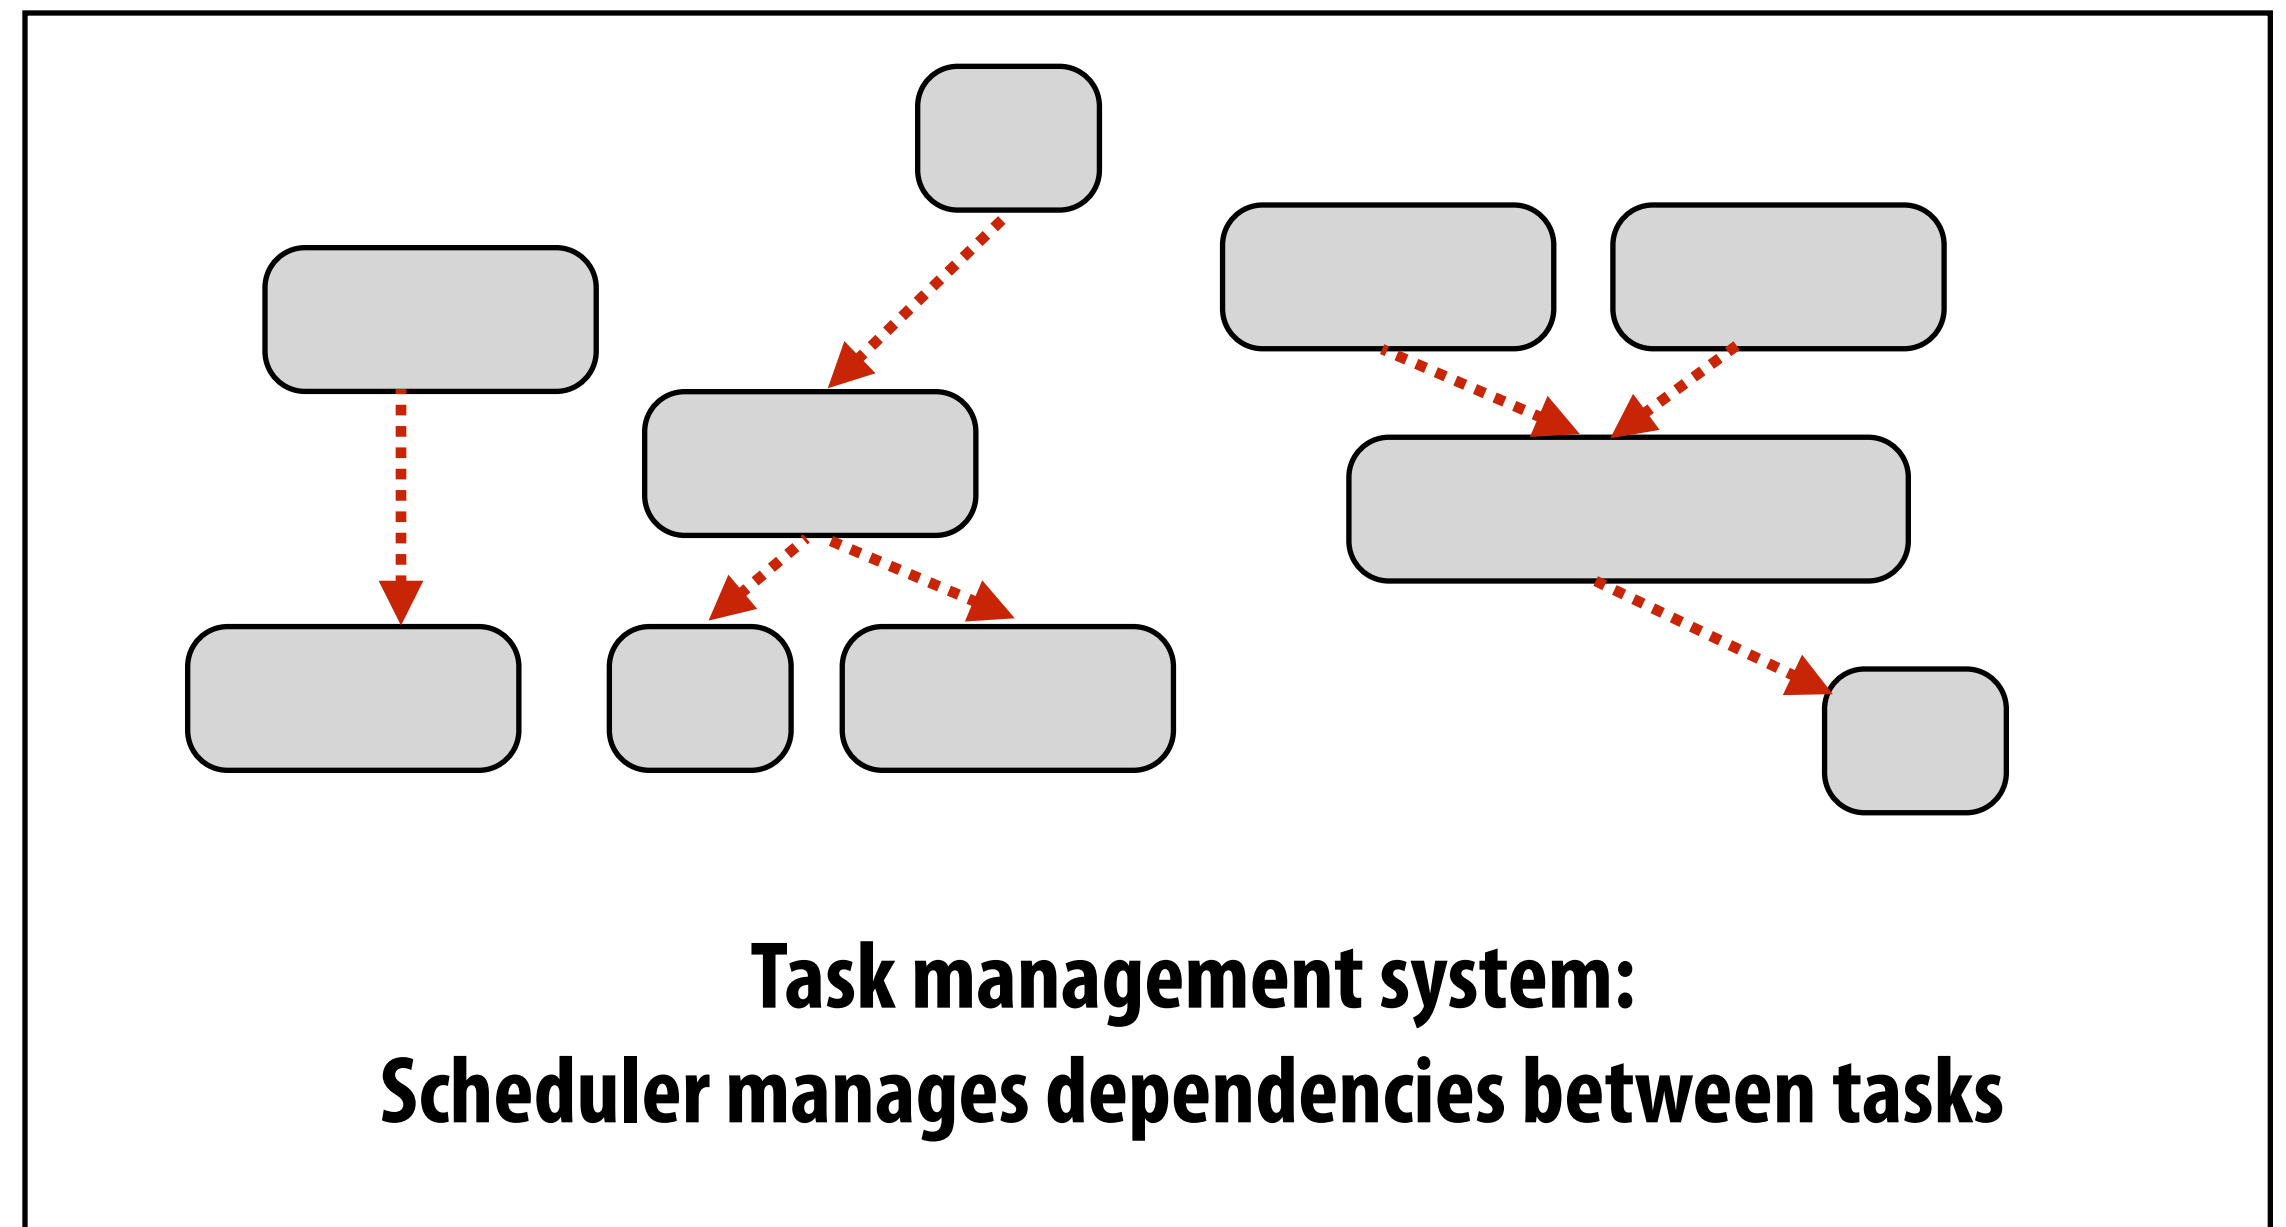 Task management system:
Scheduler manages dependencies between tasks